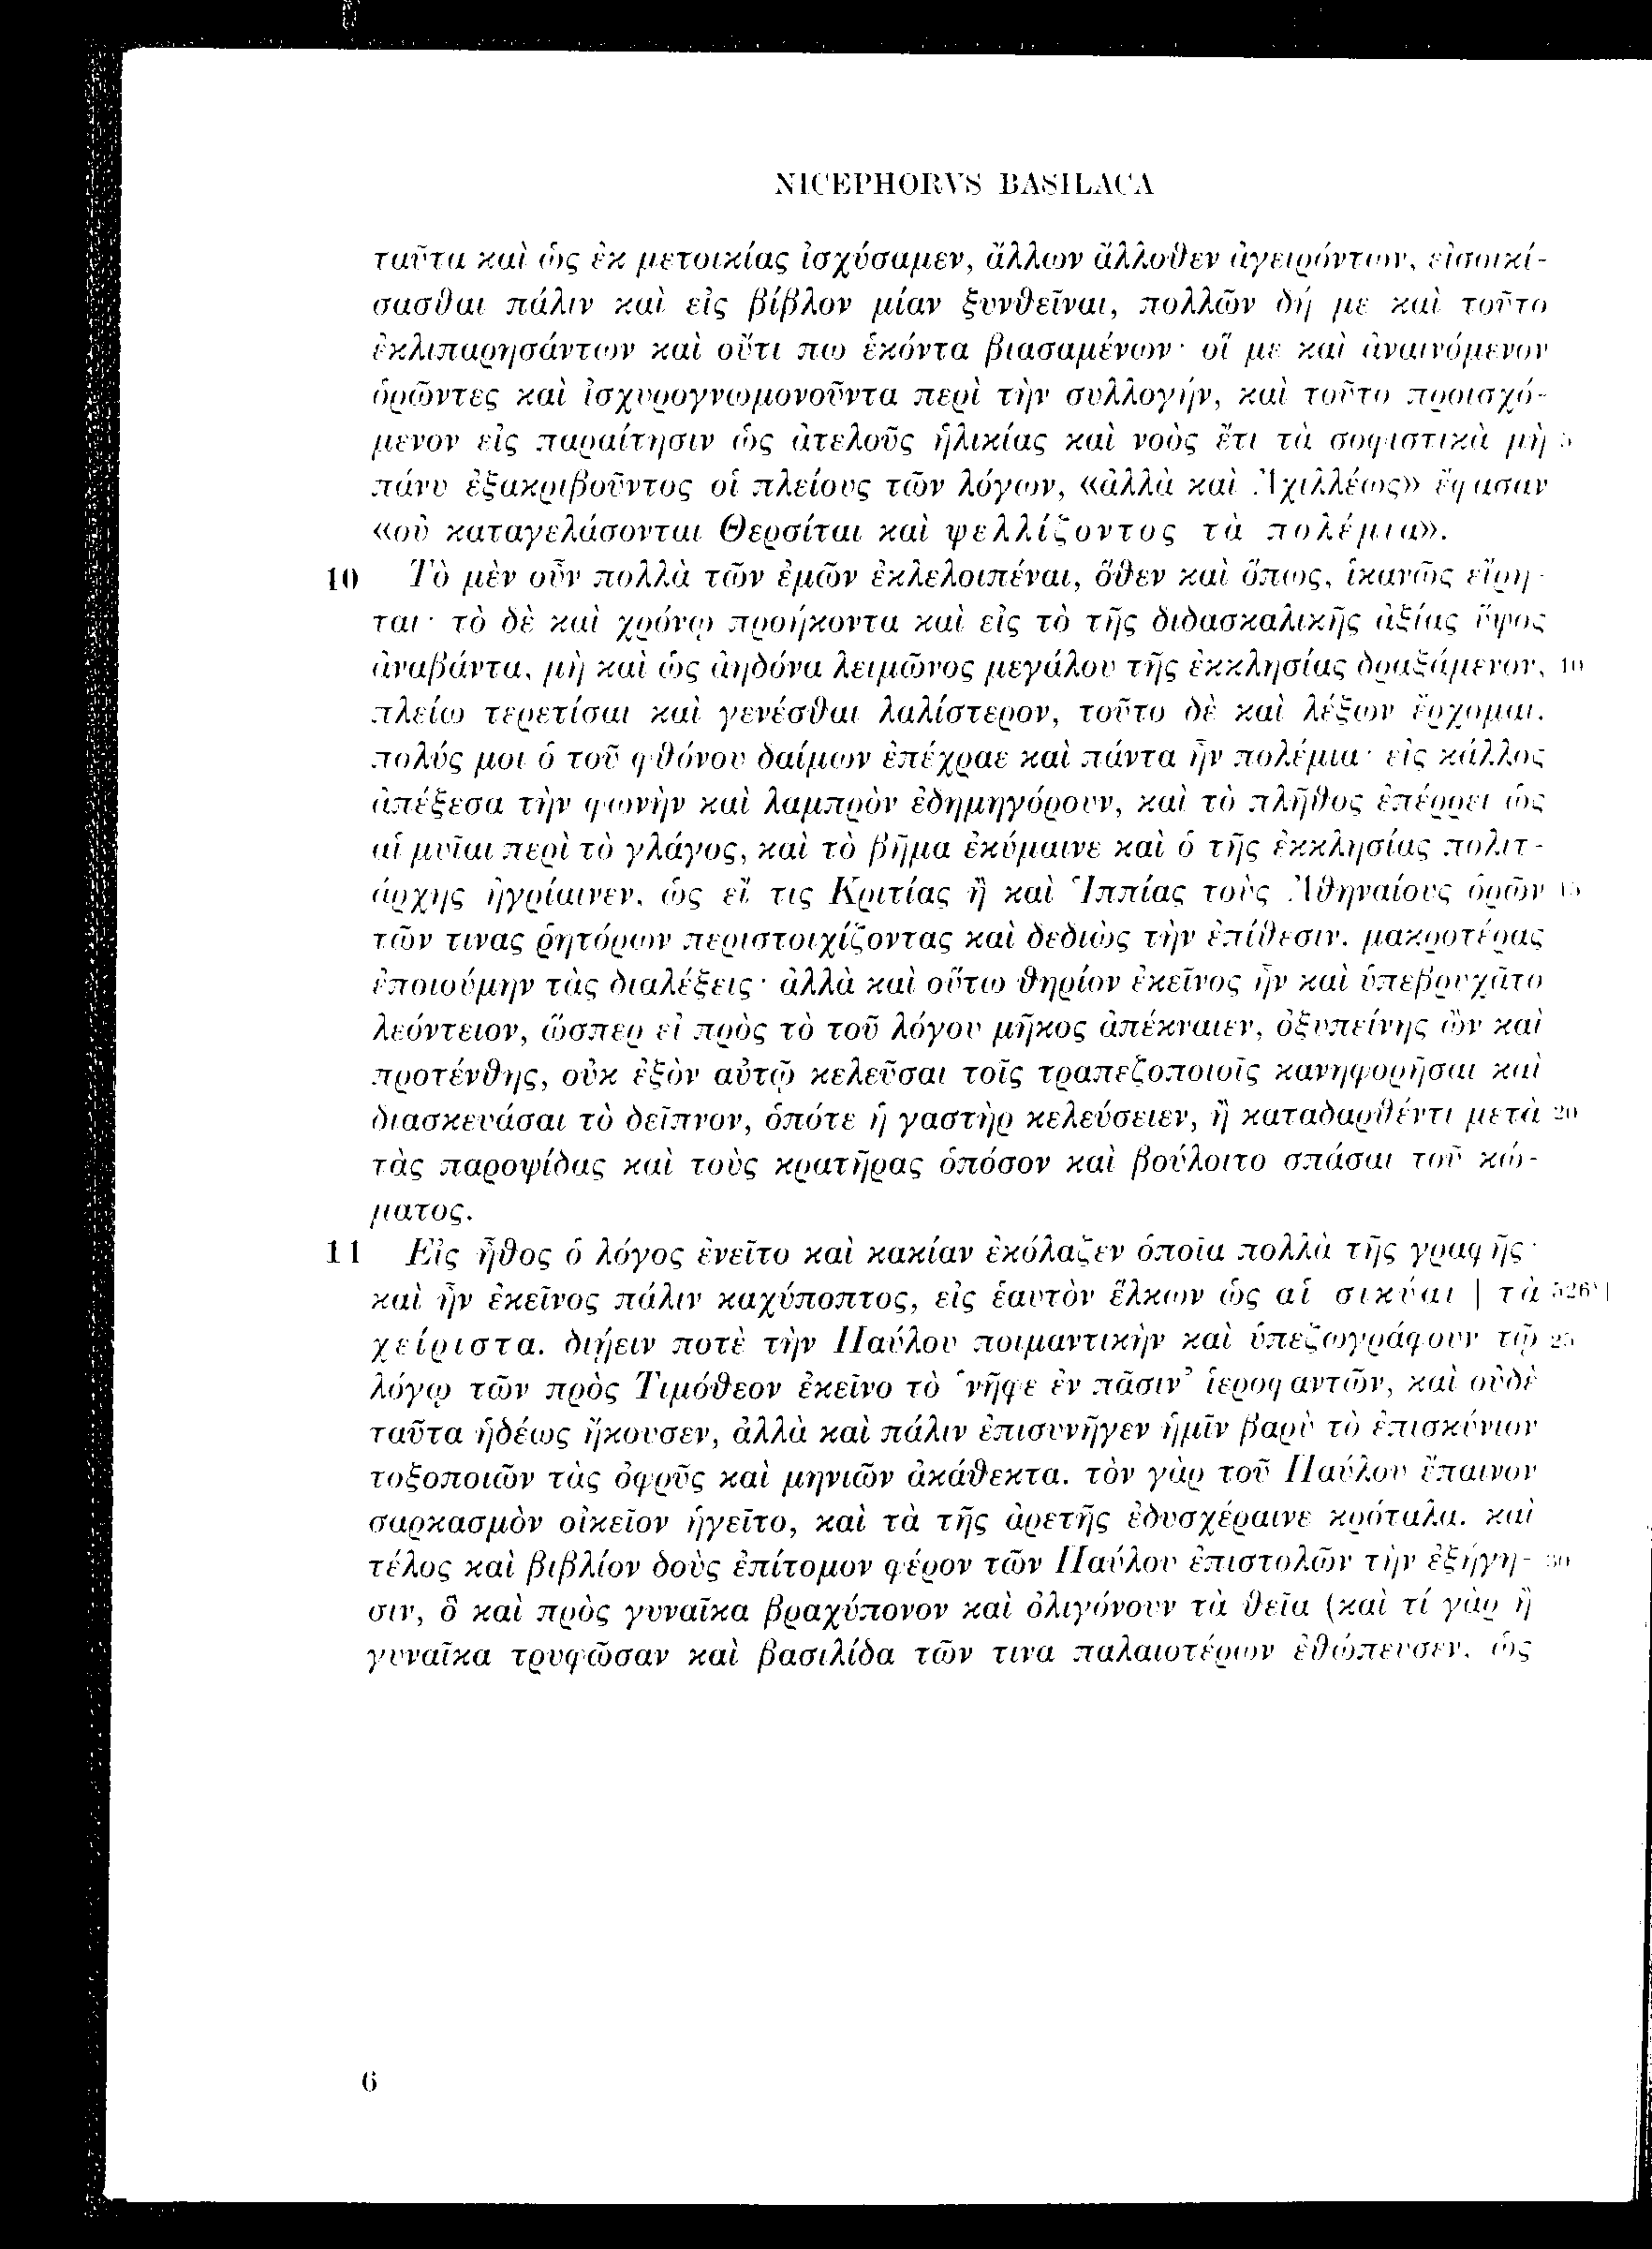 NICEPHORVS BASILACA
ταῦτα καὶ ὡς ἐκ μετοικίας ἰσχύσαμεν, ἄλλων ἄλλοθεν ἀγειρόντων, εἰσοικί-
σασθαι πάλιν καὶ εἰς βίβλον μίαν ξυνθεῖναι, πολλῶν δή με καὶ τοῦτο
ἐκλιπαρησάντων καὶ οὔτι πω ἑκόντα βιασαμένων· οἵ με καὶ ἀναινόμενον
ὁρῶντες καὶ ἰσχυρογνωμονοῦντα περὶ τὴν συλλογήν, καὶ τοῦτο προισχό-
μενον εἰς παραίτησιν ὡς ἀτελοῦς ἡλικίας καὶ νοὸς ἔτι τὰ σοφιστικὰ μὴ 5
πάνυ ἐξακριβοῦντος οἱ πλείους τῶν λόγων, «ἀλλὰ καὶ Ἀχιλλέως» ἔφασαν
«οὐ καταγελάσονται Θερσίται καὶ ψελλίζοντος τὰ πολέμια».
10 Τὸ μὲν οὖν πολλὰ τῶν ἐμῶν ἐκλελοιπέναι, ὅθεν καὶ ὅπως, ἱκανῶς εἴρη-
ται· τὸ δὲ καὶ χρόνῳ προήκοντα καὶ εἰς τὸ τῆς διδασκαλικῆς ἀξίας ὕψος
ἀναβάντα, μὴ καὶ ὡς ἀηδόνα λειμῶνος μεγάλου τῆς ἐκκλησίας δραξάμενον, 10
πλείω τερετίσαι καὶ γενέσθαι λαλίστερον, τοῦτο δὲ καὶ λέξων ἔρχομαι.
πολύς μοι ὁ τοῦ φθόνου δαίμων ἐπέχραε καὶ πάντα ἦν πολέμια· εἰς κάλλος
ἀπέξεσα τὴν φωνὴν καὶ λαμπρὸν ἐδημηγόρουν, καὶ τὸ πλῆθος ἐπέρρει ὡς
αἱ μυῖαι περὶ τὸ γλάγος, καὶ τὸ βῆμα ἐκύμαινε καὶ ὁ τῆς ἐκκλησίας πολιτ-
άρχης ἠγρίαινεν, ὡς εἴ τις Κριτίας ἢ καὶ Ἱππίας τοὺς Ἀθηναίους ὁρῶν 15
τῶν τινας ῥητόρων περιστοιχίζοντας καὶ δεδιὼς τὴν ἐπίθεσιν. μακροτέρας
ἐποιούμην τὰς διαλέξεις· ἀλλὰ καὶ οὕτω θηρίον ἐκεῖνος ἦν καὶ ὑπεβρυχᾶτο
λεόντειον, ὥσπερ εἰ πρὸς τὸ τοῦ λόγου μῆκος ἀπέκναιεν, ὀξυπείνης ὢν καὶ
προτένθης, οὐκ ἐξὸν αὐτῷ κελεῦσαι τοῖς τραπεζοποιοῖς κανηφορῆσαι καὶ
διασκευάσαι τὸ δεῖπνον, ὁπότε ἡ γαστὴρ κελεύσειεν, ἢ καταδαρθέντι μετὰ 20
τὰς παροψίδας καὶ τοὺς κρατῆρας ὁπόσον καὶ βούλοιτο σπάσαι τοῦ κώ-
ματος.
11 Εἰς ἦθος ὁ λόγος ἐνεῖτο καὶ κακίαν ἐκόλαζεν ὁποῖα πολλὰ τῆς γραφῆς·
καὶ ἦν ἐκεῖνος πάλιν καχύποπτος, εἰς ἑαυτὸν ἕλκων ὡς αἱ σικύαι | τὰ 526ᵛ|
χείριστα. διῄειν ποτὲ τὴν Παύλου ποιμαντικὴν καὶ ὑπεζωγράφουν τῷ 25
λόγῳ τῶν πρὸς Τιμόθεον ἐκεῖνο τὸ ‘νῆφε ἐν πᾶσιν’ ἱεροφαντῶν, καὶ οὐδὲ
ταῦτα ἡδέως ἤκουσεν, ἀλλὰ καὶ πάλιν ἐπισυνῆγεν ἡμῖν βαρὺ τὸ ἐπισκύνιον
τοξοποιῶν τὰς ὀφρῦς καὶ μηνιῶν ἀκάθεκτα. τὸν γὰρ τοῦ Παύλου ἔπαινον
σαρκασμὸν οἰκεῖον ἡγεῖτο, καὶ τὰ τῆς ἀρετῆς ἐδυσχέραινε κρόταλα. καὶ
τέλος καὶ βιβλίον δοὺς ἐπίτομον φέρον τῶν Παύλου ἐπιστολῶν τὴν ἐξήγη- 30
σιν, ὃ καὶ πρὸς γυναῖκα βραχύπονον καὶ ὀλιγόνουν τὰ θεῖα (καὶ τί γὰρ ἢ
γυναῖκα τρυφῶσαν καὶ βασιλίδα τῶν τινα παλαιοτέρων ἐθώπευσεν, ὡς
6